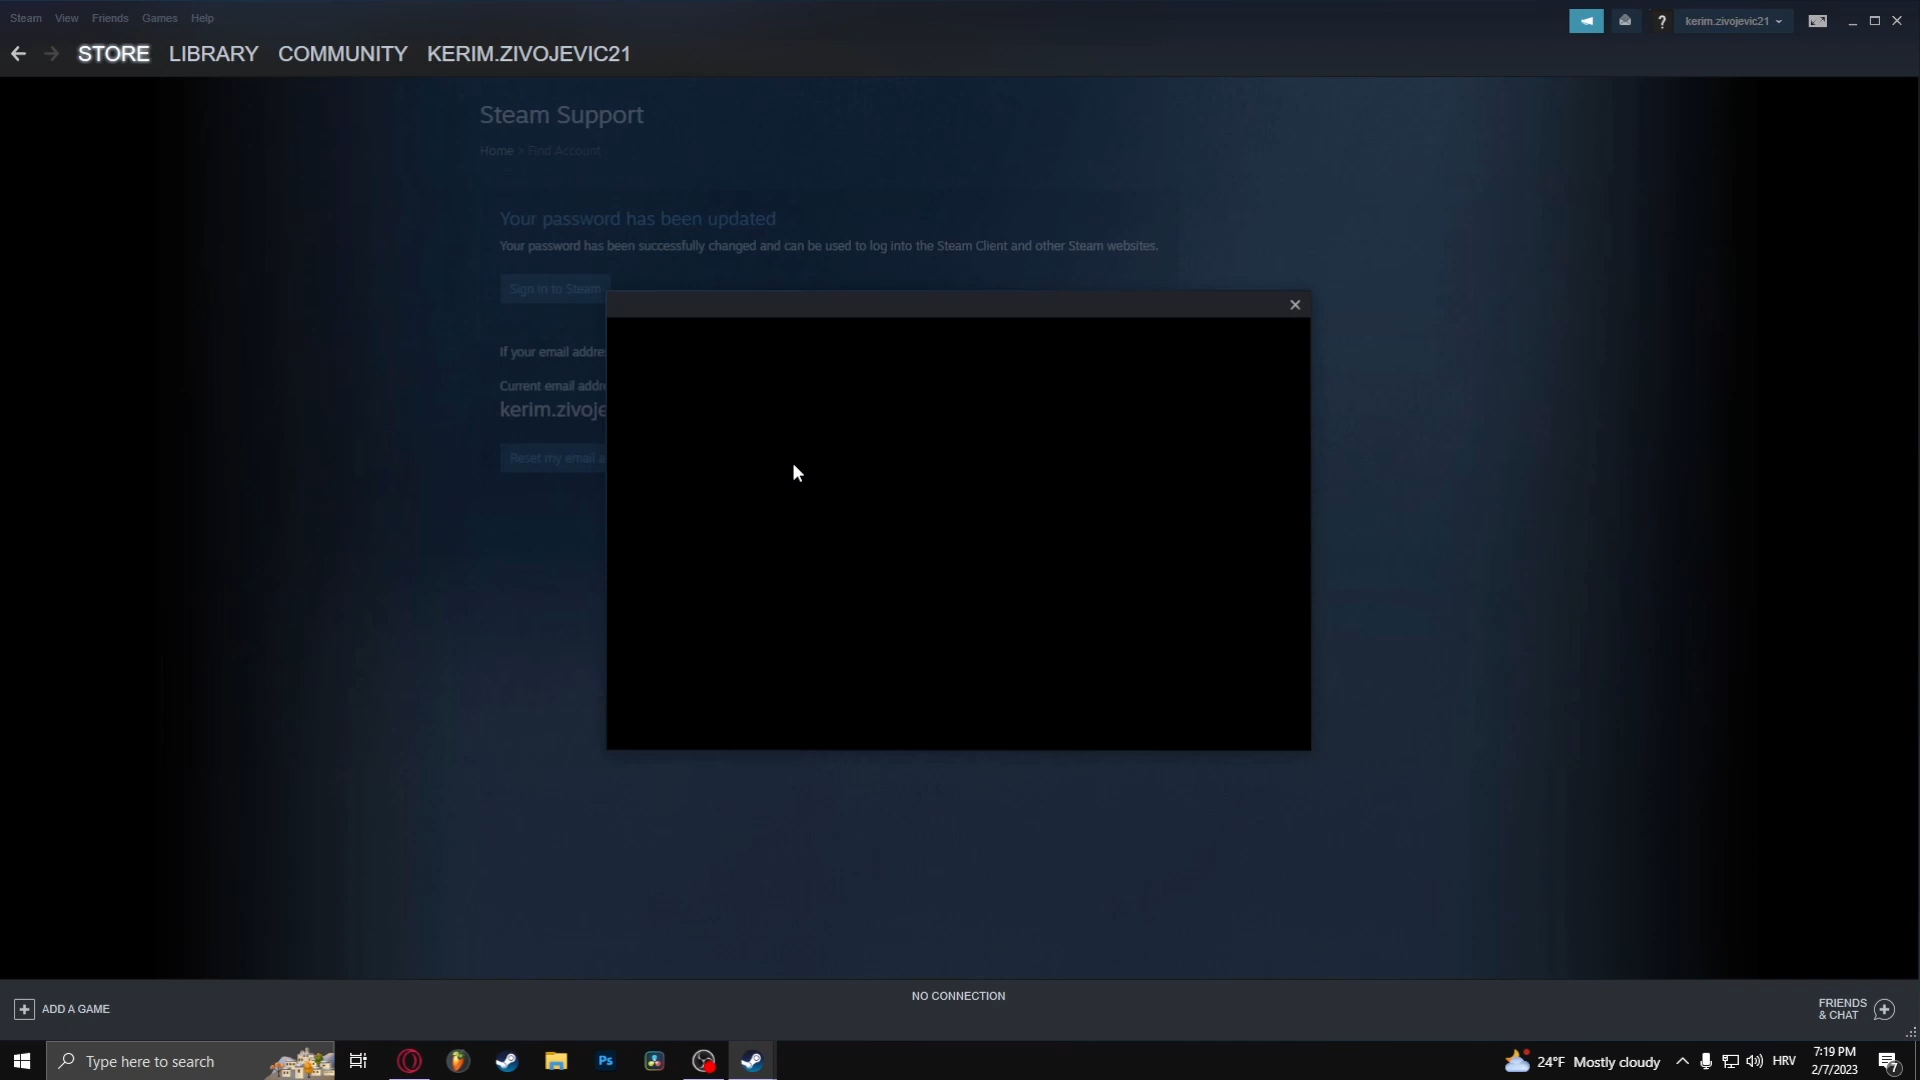 Steam View Friends Games Help
kerim.zivojevic21
STORE LIBRARY COMMUNITY KERIM.ZIVOJEVIC21
Steam Support
Home > Find Account
Your password has been updated
Your password has been successfully changed and can be used to log into the Steam Client and other Steam websites.
Sign in to Steam
If your email addre
Current email addr
kerim.zivoje
Reset my email a
NO CONNECTION
ADD A GAME
FRIENDS
& CHAT
Type here to search
Ps
24°F Mostly cloudy
HRV
7:19 PM
2/7/2023
7